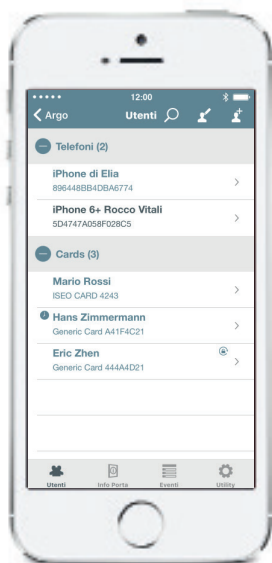 12:00
Argo
Utenti
Telefoni (2)
iPhone di Elia
896448BB4DBA6774
iPhone 6+ Rocco Vitali
5D4747A058F028C5
Cards (3)
Mario Rossi
ISEO CARD 4243
Hans Zimmermann
Generic Card A41F4C21
Eric Zhen
Generic Card 444A4D21
Utenti Info Porta Eventi Utility